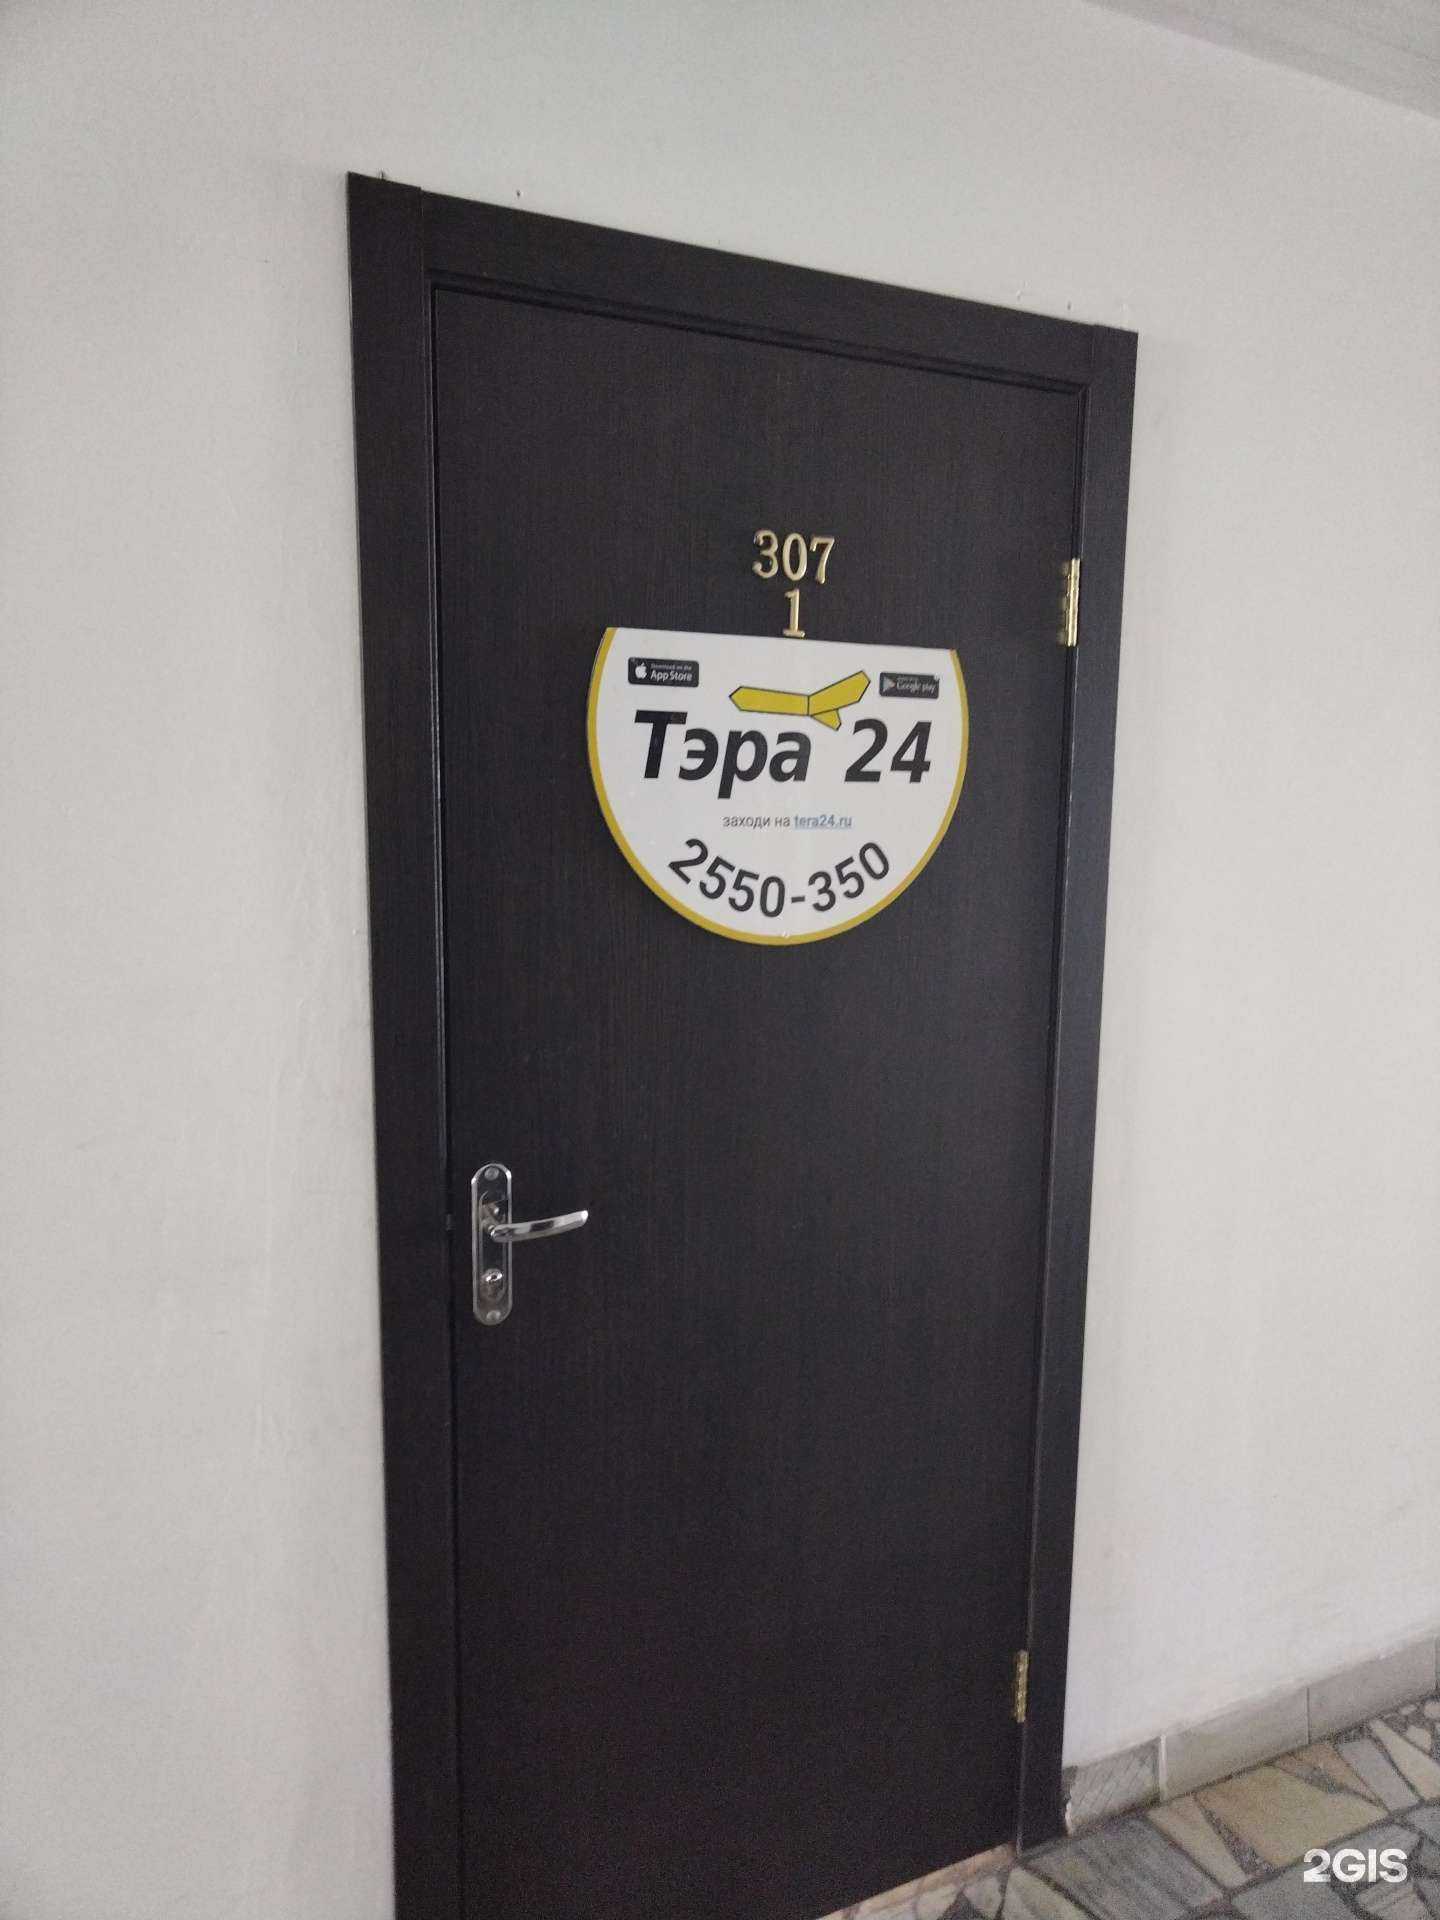 307
1
Download on the
App Store
Google play
Тэра 24
заходи на tera24.ru
2550-350
2GIS